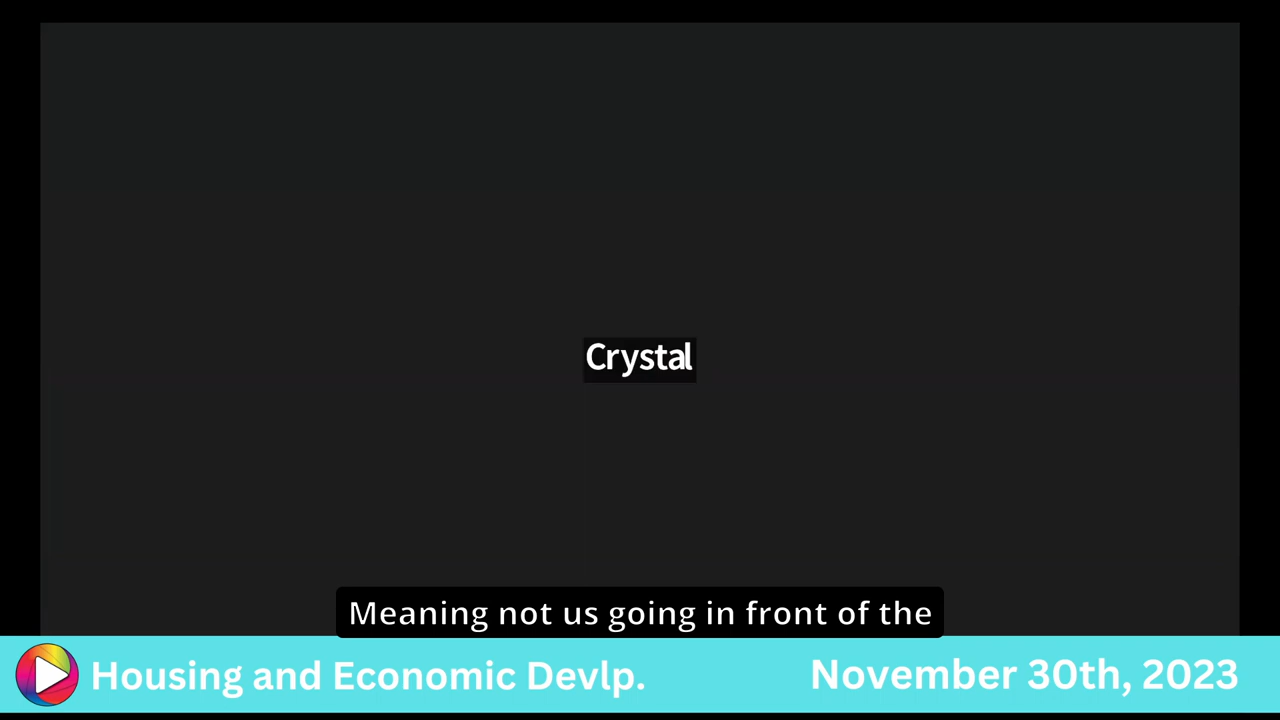 Crystal
Meaning not us going in front of the
Housing and Economic Devlp.
November 30th, 2023